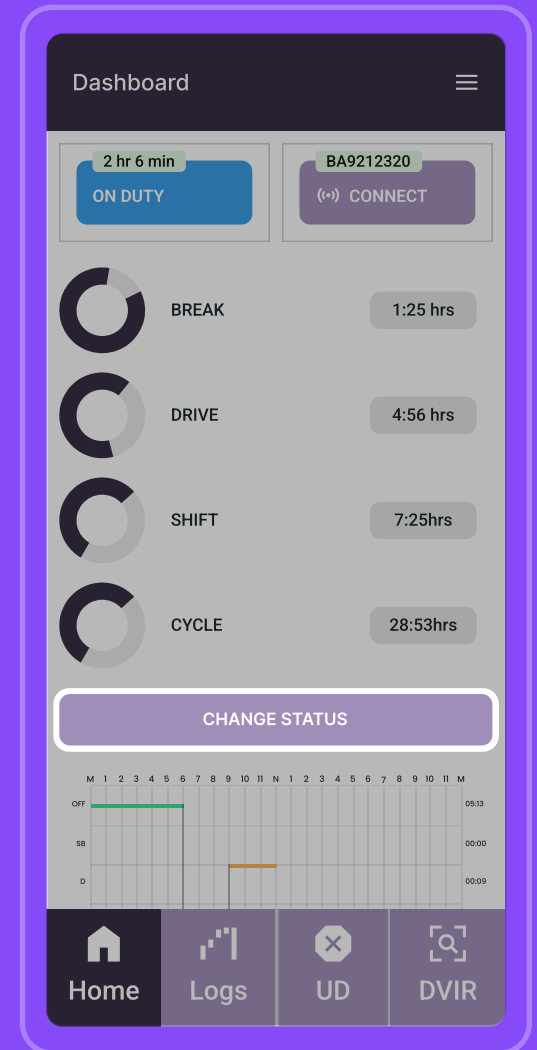 Dashboard
2 hr 6 min
ON DUTY
BA9212320
CONNECT
BREAK 1:25 hrs
DRIVE 4:56 hrs
SHIFT 7:25hrs
CYCLE 28:53hrs
CHANGE STATUS
M 1 2 3 4 5 6 7 8 9 10 11 N 1 2 3 4 5 6 7 8 9 10 11 M
OFF 05:13
SB 00:00
D 00:09
Home Logs UD DVIR